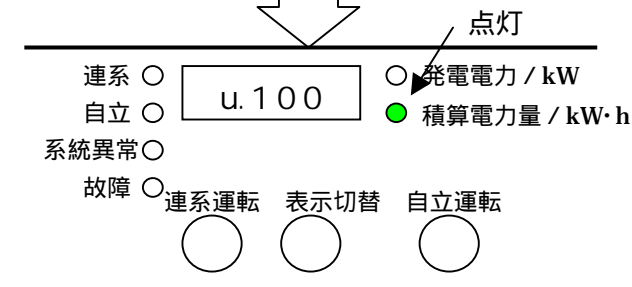 点灯
連系
u.100
発電電力 / kW
自立
積算電力量 / kW·h
系統異常
故障
連系運転 表示切替 自立運転